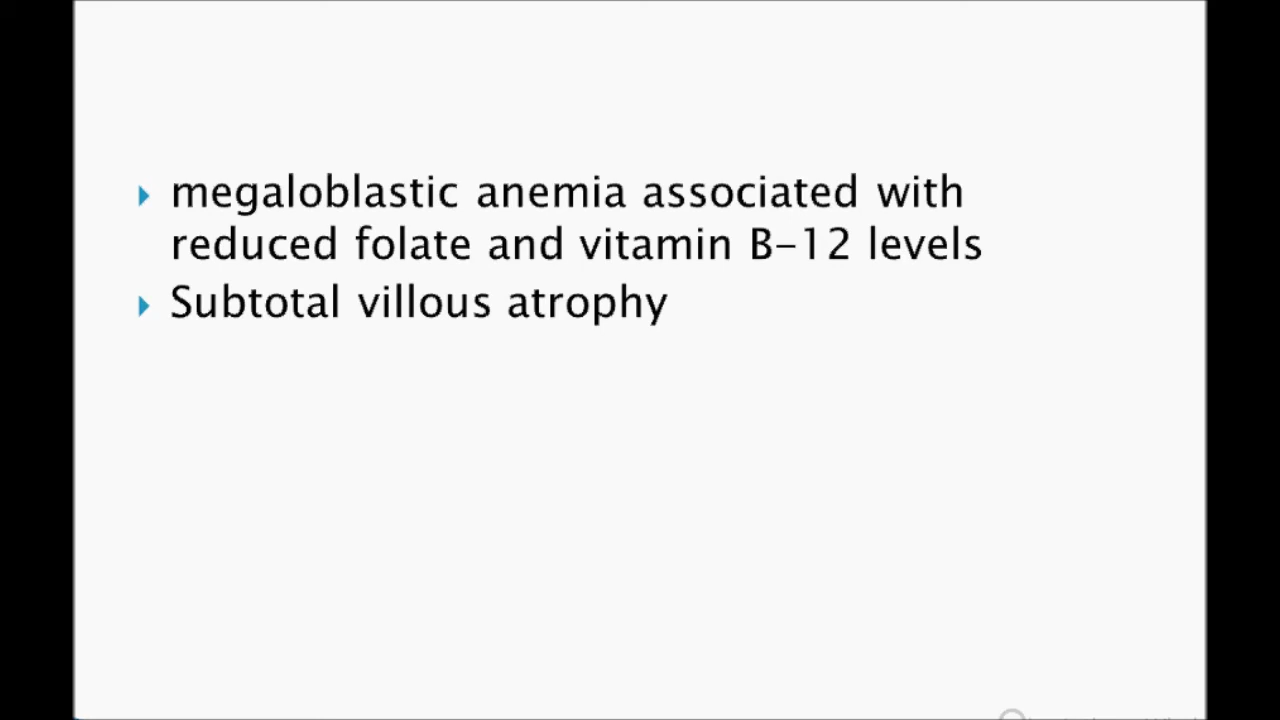 megaloblastic anemia associated with
reduced folate and vitamin B-12 levels
Subtotal villous atrophy